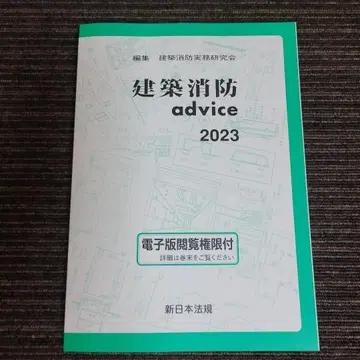 編集 建築消防実務研究会
建築消防
advice
2023
電子版閲覧権限付
詳細は巻末をご覧ください
新日本法規